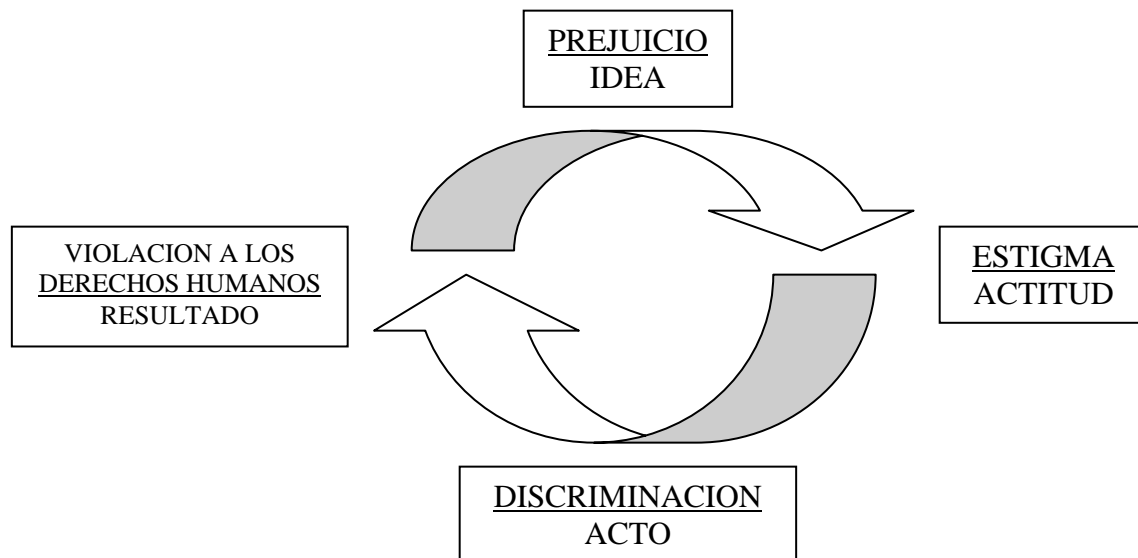 PREJUICIO
IDEA
VIOLACION A LOS
DERECHOS HUMANOS
RESULTADO
ESTIGMA
ACTITUD
DISCRIMINACION
ACTO